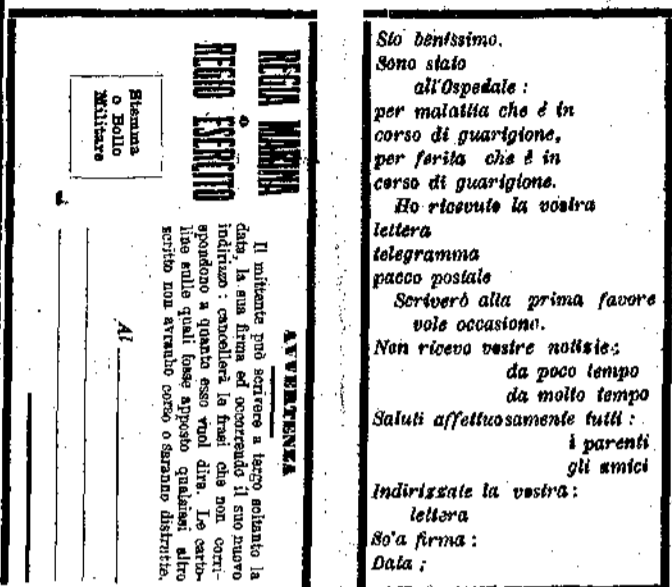 REGIA MARINA
o
REGIO ESERCITO
Stemma
o Bollo
Militare
AVVERTENZA
Il mittente può scrivere a tergo soltanto la
data, la sua firma ed occorrendo il suo nuovo
indirizzo : cancellerà le frasi che non corri-
spondono a quanto esso vuol dire. Le carto-
line sulle quali fosse apposto qualsiasi altro
scritto non avranno corso o saranno distrutte.
Al
Sto benissimo.
Sono stato
all'Ospedale :
per malattia che é in
corso di guarigione,
per ferita che é in
corso di guarigione.
Ho ricevuto la vostra
lettera
telegramma
pacco postale
Scriveró alla prima favore
vole occasione.
Non ricevo vostre notizie:
da poco tempo
da molto tempo
Saluti affettuosamente tutti :
i parenti
gli amici
Indirizzate la vostra :
lettera
So'a firma :
Data :